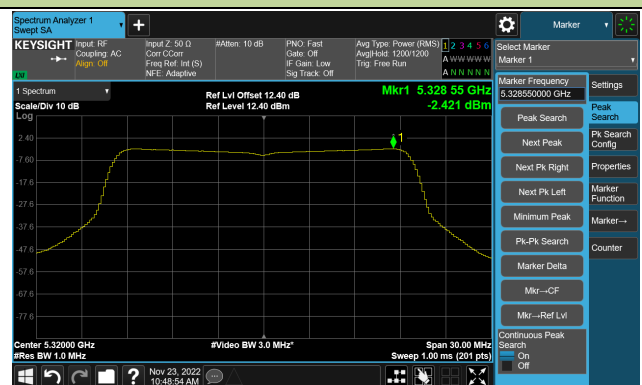 Spectrum Analyzer 1
Swept SA
+
Marker
KEYSIGHT
Input: RF
Coupling: AC
Align: Off
Input Z: 50 Ω
Corr CCorr
Freq Ref: Int (S)
NFE: Adaptive
#Atten: 10 dB
PNO: Fast
Gate: Off
IF Gain: Low
Sig Track: Off
Avg Type: Power (RMS)
Avg|Hold: 1200/1200
Trig: Free Run
1 2 3 4 5 6
A W W W W W
A N N N N N
LXI
Select Marker
Marker 1
1 Spectrum
Scale/Div 10 dB
Log
Ref Lvl Offset 12.40 dB
Ref Level 12.40 dBm
Mkr1 5.328 55 GHz
-2.421 dBm
1
2.40
-7.60
-17.6
-27.6
-37.6
-47.6
-57.6
-67.6
-77.6
Center 5.32000 GHz
#Res BW 1.0 MHz
#Video BW 3.0 MHz*
Span 30.00 MHz
Sweep 1.00 ms (201 pts)
Marker Frequency
5.328550000 GHz
Peak Search
Next Peak
Next Pk Right
Next Pk Left
Minimum Peak
Pk-Pk Search
Marker Delta
Mkr→CF
Mkr→Ref Lvl
Continuous Peak
Search
On
Off
Settings
Peak
Search
Pk Search
Config
Properties
Marker
Function
Marker→
Counter
?
Nov 23, 2022
10:48:54 AM